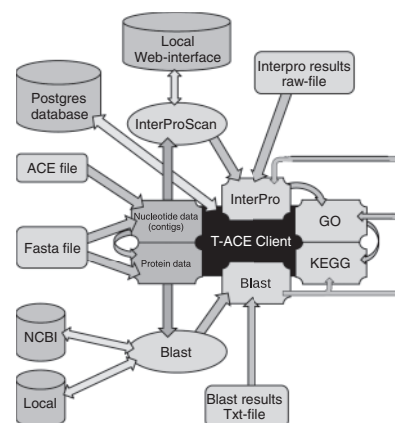 Local
Web-interface
Interpro results
raw-file
Postgres
database
InterProScan
ACE file
InterPro
Nucleotide data
(contigs)
GO
T-ACE Client
Fasta file
Protein data
KEGG
Blast
NCBI
Blast
Local
Blast results
Txt-file